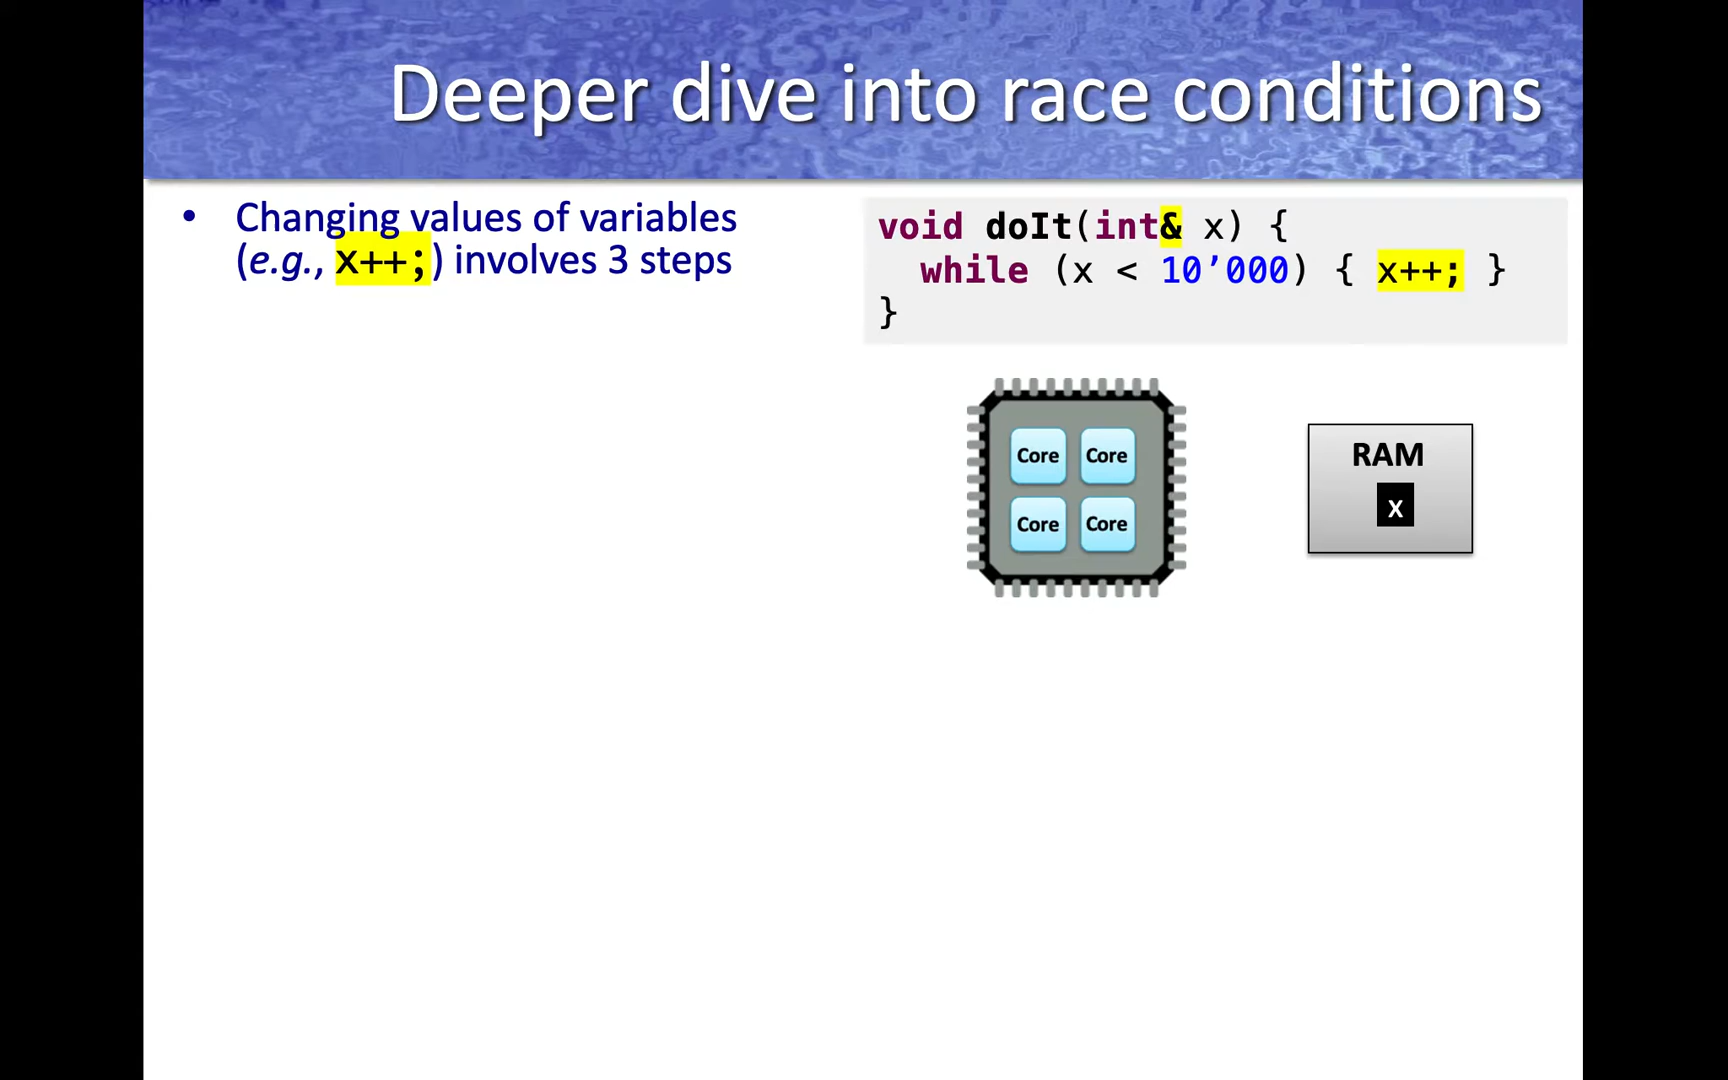 Deeper dive into race conditions
• Changing values of variables
(e.g., x++;) involves 3 steps
void doIt(int& x) {
while (x < 10’000) { x++; }
}
Core Core
Core Core
RAM
x